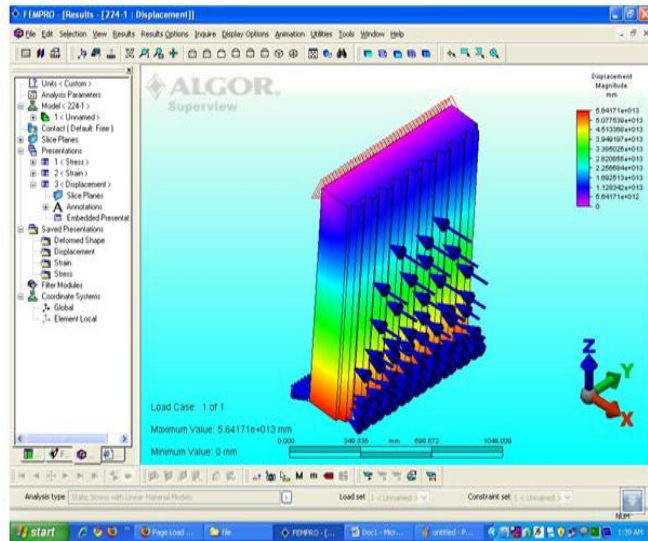 FEMPRO - [Results - [224-1 : Displacement]]
File Edit Selection View Results Results Options Inquire Display Options Animation Utilities Tools Window Help
Units < Custom >
Analysis Parameters
Model < 224-1 >
1 < Unnamed >
Contact ( Default: Free )
Slice Planes
Presentations
1 < Stress >
2 < Strain >
3 < Displacement >
Slice Planes
Annotations
Embedded Presentat
Saved Presentations
Deformed Shape
Displacement
Strain
Stress
Filter Modules
Coordinate Systems
Global
Element Local
ALGOR.
Superview
Displacement
Magnitude
mm
5.64171e+013
5.077539e+013
4.513368e+013
3.949197e+013
3.385026e+013
2.820855e+013
2.256684e+013
1.692513e+013
1.128342e+013
5.64171e+012
0
Z
Y
X
Load Case: 1 of 1
Maximum Value: 5.64171e+013 mm
Minimum Value: 0 mm
0.000 mm
F...
M m
Analysis type Static Stress with Linear Material Models Load set 1 < Unnamed > Constraint set 1 < Unnamed >
NUM
start Page Load ... file FEMPRO - [... Doc1 - Micr... untitled - P... 1:39 AM